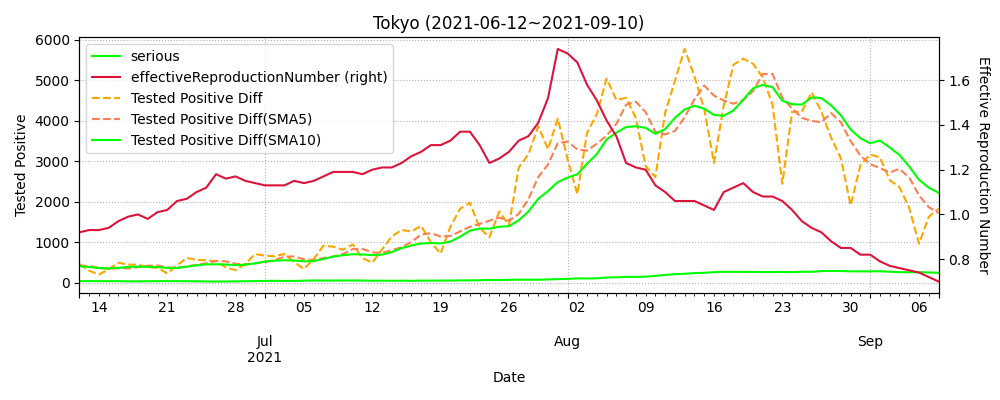 Tokyo (2021-06-12~2021-09-10)
serious
effectiveReproductionNumber (right)
Tested Positive Diff
Tested Positive Diff(SMA5)
Tested Positive Diff(SMA10)
6000
5000
4000
3000
2000
1000
0
Tested Positive
1.6
1.4
1.2
1.0
0.8
Effective Reproduction Number
14 21 28 05 12 19 26 02 09 16 23 30 06
Jul Aug Sep
2021
Date